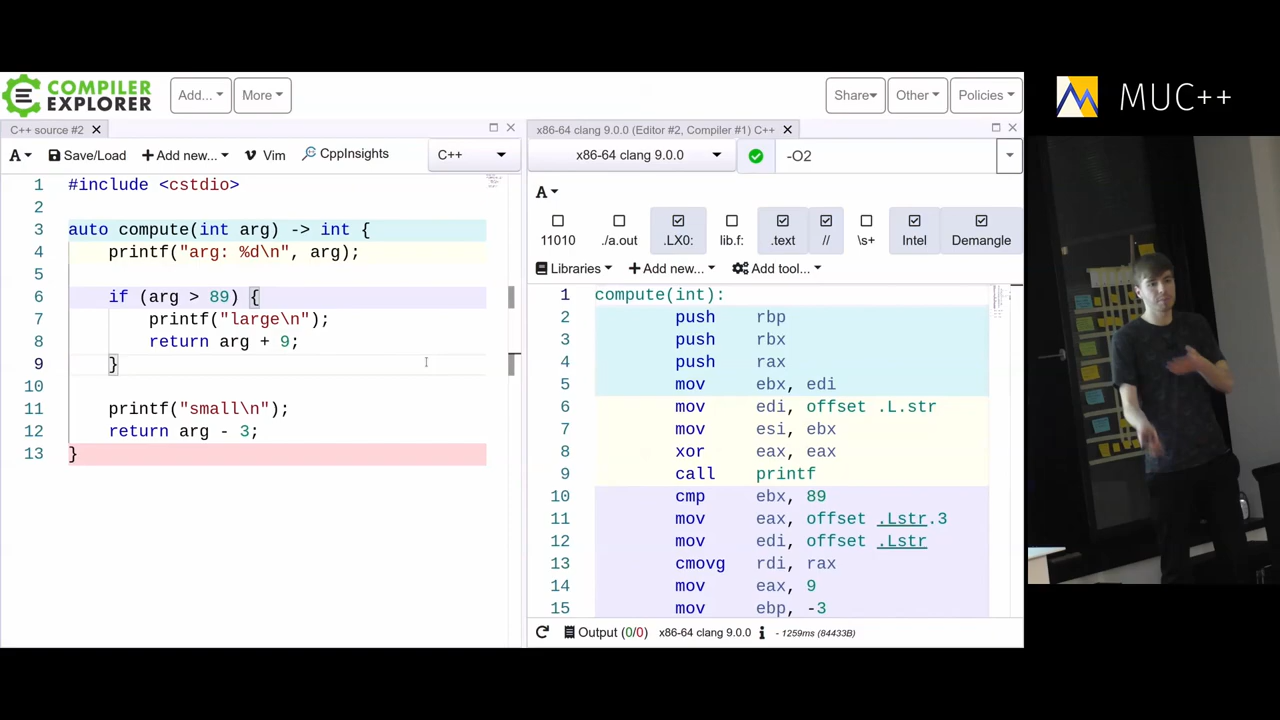 COMPILER
EXPLORER
Add...
More
Share
Other
Policies
MUC++
C++ source #2
x86-64 clang 9.0.0 (Editor #2, Compiler #1) C++
A
Save/Load
Add new...
Vim
CppInsights
C++
x86-64 clang 9.0.0
-O2
A
11010
./a.out
.LX0:
lib.f:
.text
//
\s+
Intel
Demangle
Libraries
Add new...
Add tool...
1 #include <cstdio>
2
3 auto compute(int arg) -> int {
4 printf("arg: %d\n", arg);
5
6 if (arg > 89) {
7 printf("large\n");
8 return arg + 9;
9 }
10
11 printf("small\n");
12 return arg - 3;
13 }
1 compute(int):
2 push rbp
3 push rbx
4 push rax
5 mov ebx, edi
6 mov edi, offset .L.str
7 mov esi, ebx
8 xor eax, eax
9 call printf
10 cmp ebx, 89
11 mov eax, offset .Lstr.3
12 mov edi, offset .Lstr
13 cmovg rdi, rax
14 mov eax, 9
15 mov ebp, -3
Output (0/0) x86-64 clang 9.0.0 i - 1259ms (84433B)